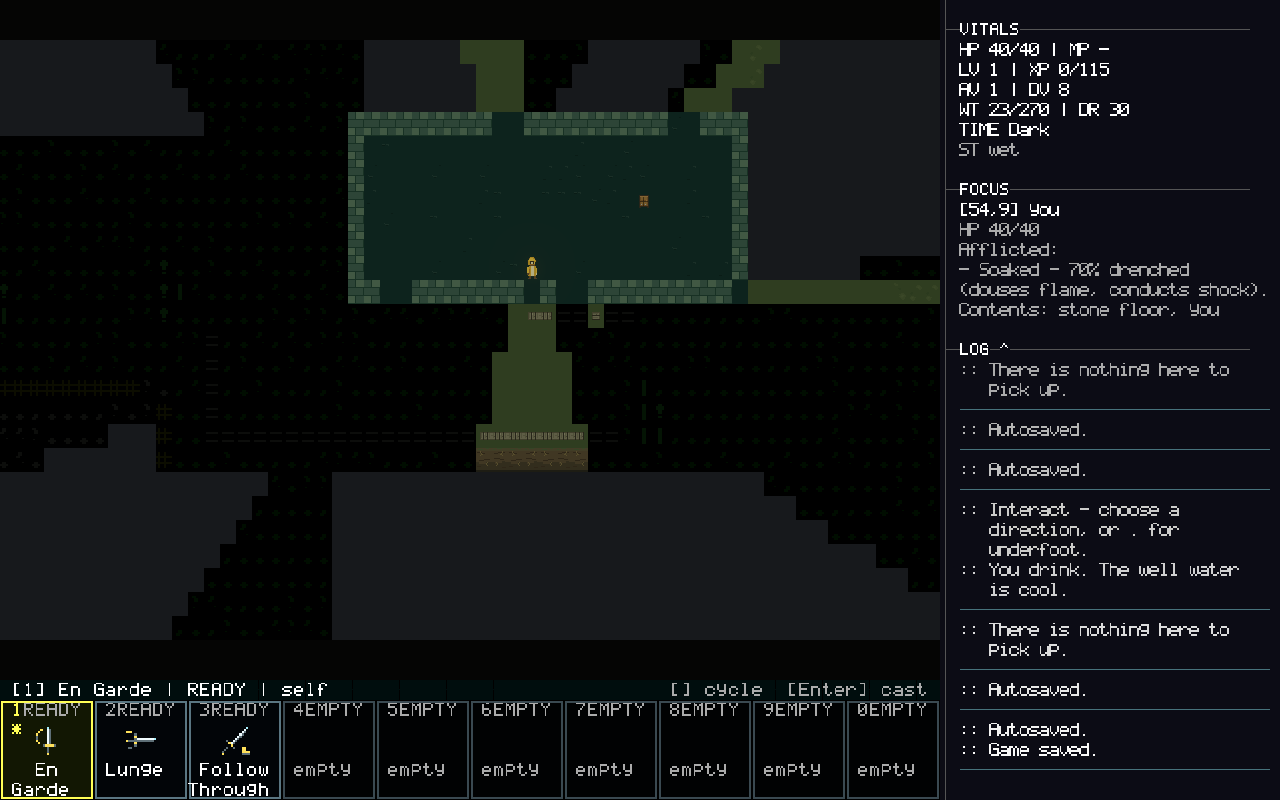 VITALS
HP 40/40 | MP -
LV 1 | XP 0/115
AV 1 | DV 8
WT 23/270 | DR 30
TIME Dark
ST wet
FOCUS
[54,9] You
HP 40/40
Afflicted:
- Soaked - 70% drenched
(douses flame, conducts shock).
Contents: stone floor, You
LOG ^
:: There is nothing here to
Pick up.
:: Autosaved.
:: Autosaved.
:: Interact - choose a
direction, or . for
underfoot.
:: You drink. The well water
is cool.
:: There is nothing here to
Pick up.
:: Autosaved.
:: Autosaved.
:: Game saved.
[1] En Garde | READY | self
[] cycle [Enter] cast
1READY 2READY 3READY 4EMPTY 5EMPTY 6EMPTY 7EMPTY 8EMPTY 9EMPTY 0EMPTY
*
En Garde
Lunge
Follow Through
empty empty empty empty empty empty empty